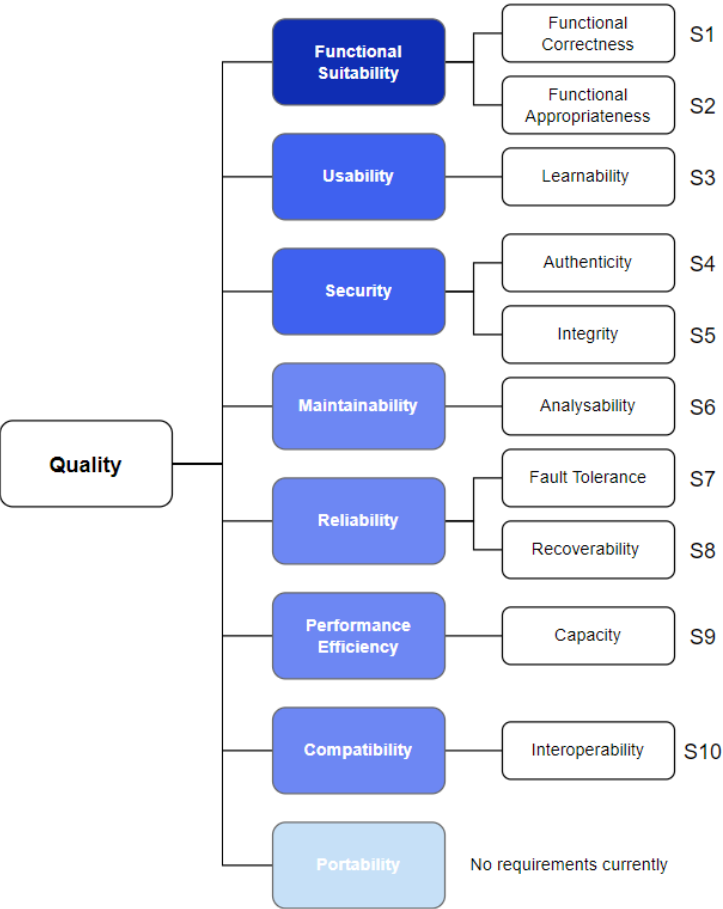 Functional
Suitability
Functional
Correctness
S1
Functional
Appropriateness
S2
Usability
Learnability
S3
Security
Authenticity
S4
Integrity
S5
Maintainability
Analysability
S6
Quality
Reliability
Fault Tolerance
S7
Recoverability
S8
Performance
Efficiency
Capacity
S9
Compatibility
Interoperability
S10
Portability
No requirements currently